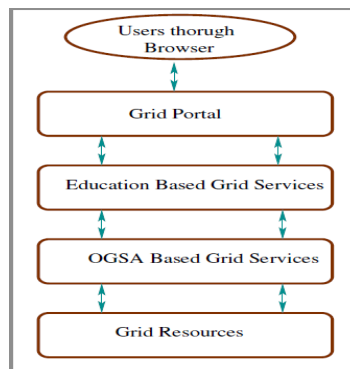 Users thorugh
Browser
Grid Portal
Education Based Grid Services
OGSA Based Grid Services
Grid Resources